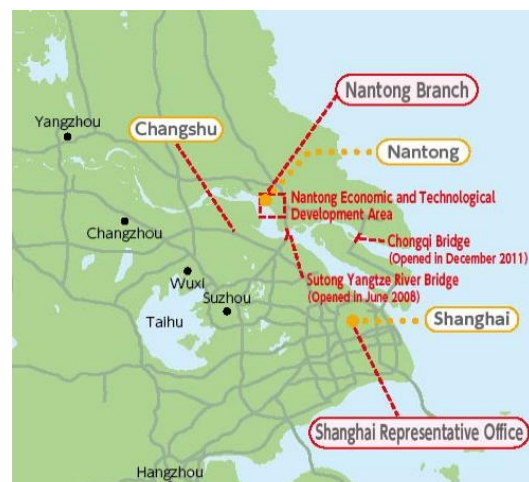 Nantong Branch
Yangzhou
Changshu
Nantong
Nantong Economic and Technological
Development Area
Changzhou
Chongqi Bridge
(Opened in December 2011)
Wuxi
Sutong Yangtze River Bridge
(Opened in June 2008)
Suzhou
Taihu
Shanghai
Shanghai Representative Office
Hangzhou